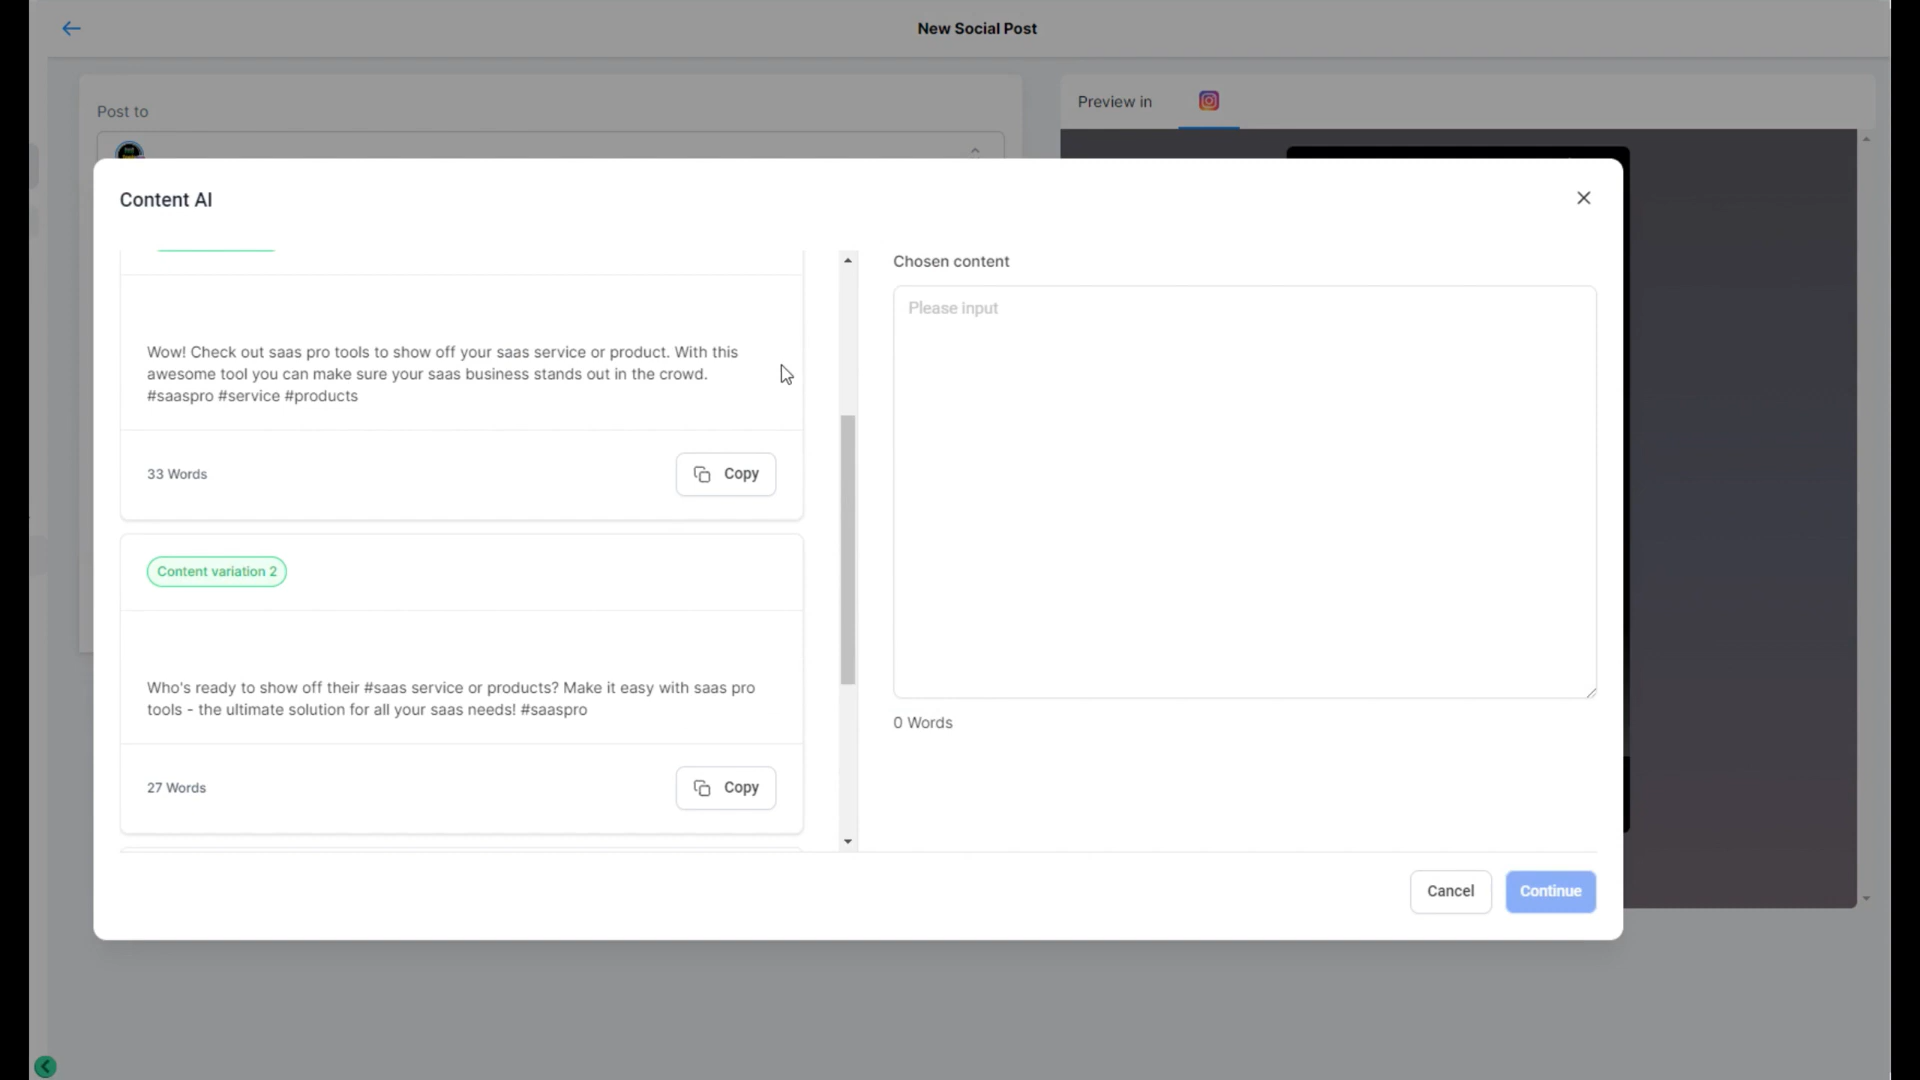 New Social Post
Post to
Preview in
Content AI
Wow! Check out saas pro tools to show off your saas service or product. With this
awesome tool you can make sure your saas business stands out in the crowd.
#saaspro #service #products
33 Words
Copy
Content variation 2
Who's ready to show off their #saas service or products? Make it easy with saas pro
tools - the ultimate solution for all your saas needs! #saaspro
27 Words
Copy
Chosen content
Please input
0 Words
Cancel
Continue